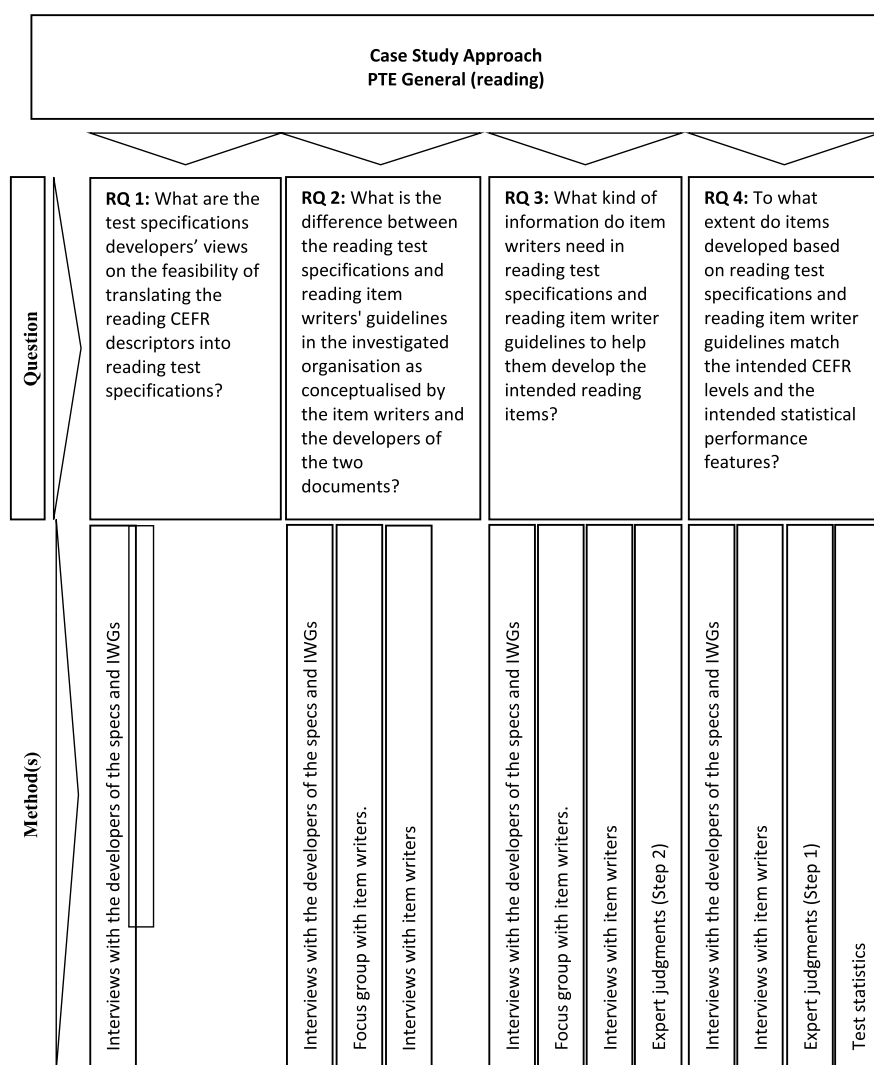 Case Study Approach
PTE General (reading)
Question
RQ 1: What are the
test specifications
developers’ views
on the feasibility of
translating the
reading CEFR
descriptors into
reading test
specifications?
RQ 2: What is the
difference between
the reading test
specifications and
reading item
writers' guidelines
in the investigated
organisation as
conceptualised by
the item writers and
the developers of
the two
documents?
RQ 3: What kind of
information do item
writers need in
reading test
specifications and
reading item writer
guidelines to help
them develop the
intended reading
items?
RQ 4: To what
extent do items
developed based
on reading test
specifications and
reading item writer
guidelines match
the intended CEFR
levels and the
intended statistical
performance
features?
Method(s)
Interviews with the developers of the specs and IWGs
Interviews with the developers of the specs and IWGs
Focus group with item writers.
Interviews with item writers
Interviews with the developers of the specs and IWGs
Focus group with item writers.
Interviews with item writers
Expert judgments (Step 2)
Interviews with the developers of the specs and IWGs
Interviews with item writers
Expert judgments (Step 1)
Test statistics